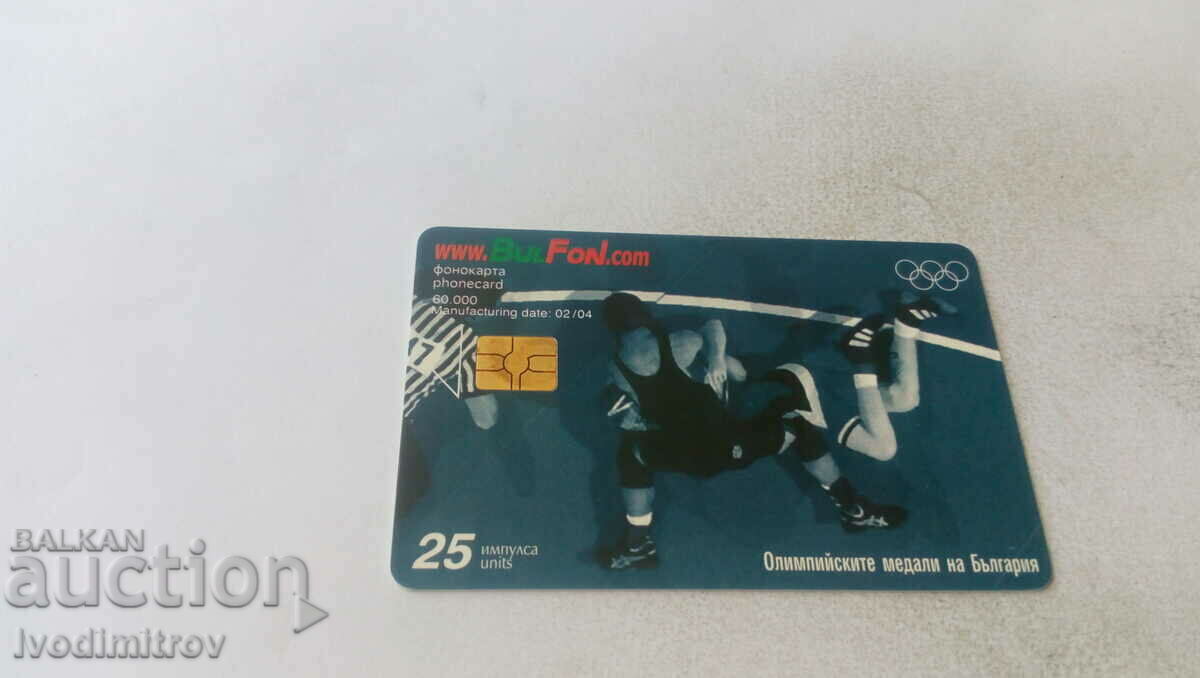 www.BulFon.com
фонокарта
phonecard
60.000
Manufacturing date: 02/04
25 импулса
units
Олимпийските медали на България
BALKAN
auction
Ivodimitrov